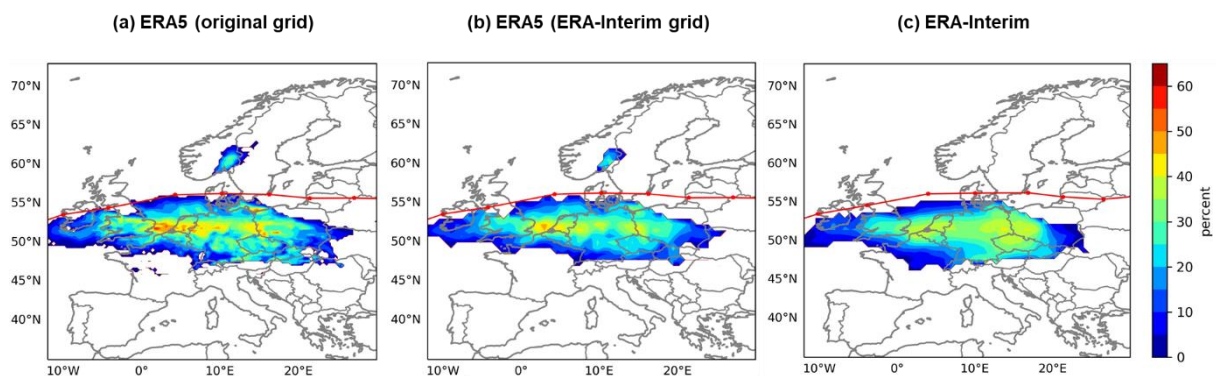 (a) ERA5 (original grid)
(b) ERA5 (ERA-Interim grid)
(c) ERA-Interim
70°N
65°N
60°N
55°N
50°N
45°N
40°N
10°W 0° 10°E 20°E
70°N
65°N
60°N
55°N
50°N
45°N
40°N
10°W 0° 10°E 20°E
70°N
65°N
60°N
55°N
50°N
45°N
40°N
10°W 0° 10°E 20°E
60
50
40
30
20
10
0
percent